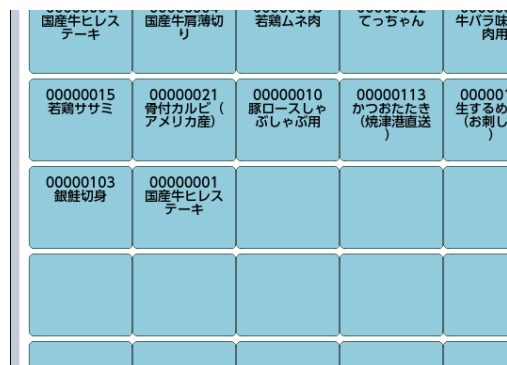 国産牛ヒレス
テーキ
国産牛肩薄切
り
若鶏ムネ肉
てっちゃん
牛バラ味
肉用
00000015
若鶏ササミ
00000021
骨付カルビ（
アメリカ産）
00000010
豚ロースしゃ
ぶしゃぶ用
00000113
かつおたたき
（焼津港直送
）
生するめ
（お刺し
）
00000103
銀鮭切身
00000001
国産牛ヒレス
テーキ